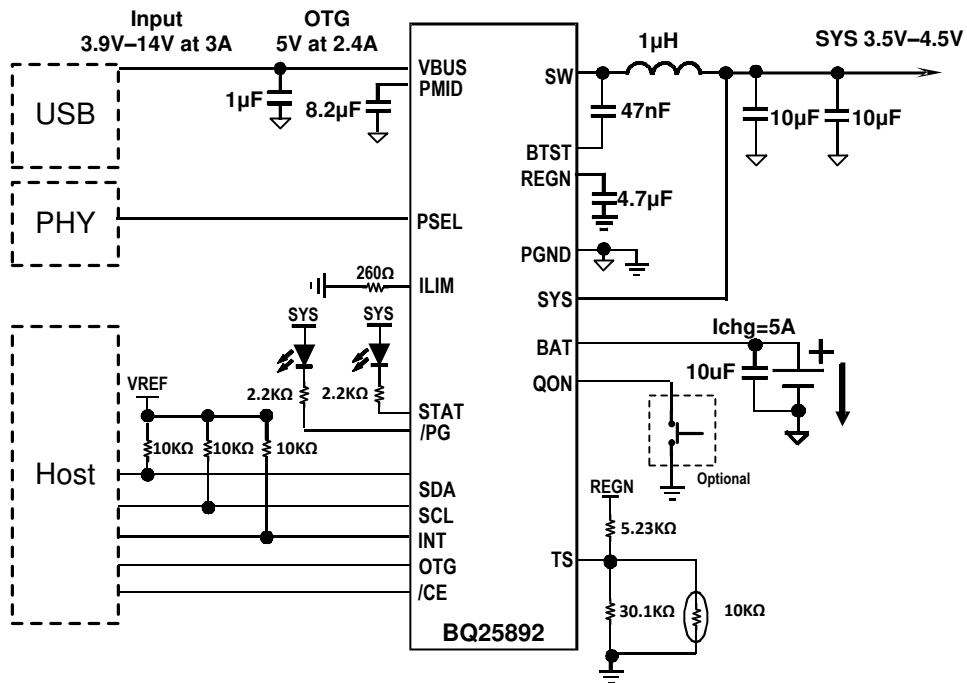 Input
3.9V–14V at 3A
OTG
5V at 2.4A
1µH
SYS 3.5V–4.5V
USB
1µF
8.2µF
VBUS
PMID
SW
47nF
10µF
10µF
BTST
REGN
4.7µF
PHY
PSEL
PGND
260Ω
ILIM
SYS
SYS
SYS
Ichg=5A
BAT
+
10uF
QON
VREF
2.2KΩ
2.2KΩ
STAT
/PG
10KΩ
10KΩ
10KΩ
Host
Optional
SDA
REGN
SCL
5.23KΩ
INT
TS
OTG
/CE
30.1KΩ
10KΩ
BQ25892